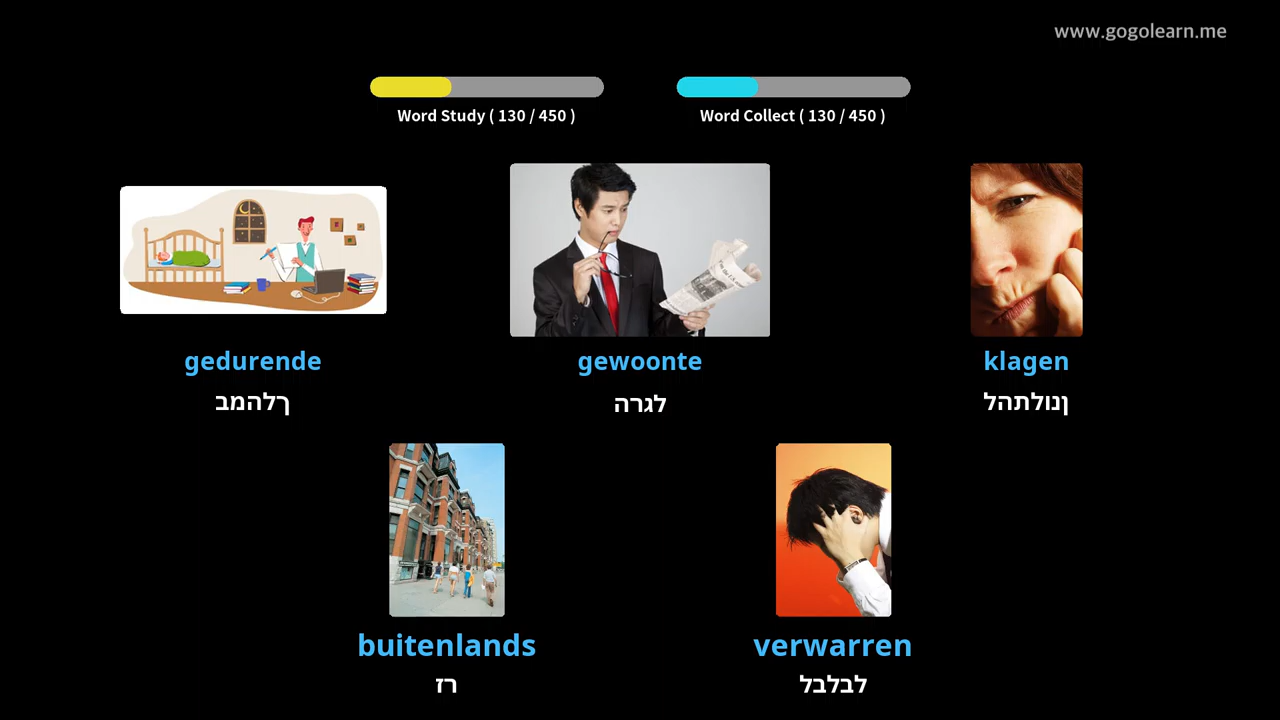 www.gogolearn.me
Word Study ( 130 / 450 )
Word Collect ( 130 / 450 )
gedurende
ךלהמב
gewoonte
לגרה
klagen
ןנולתהל
buitenlands
רז
verwarren
לבלבל